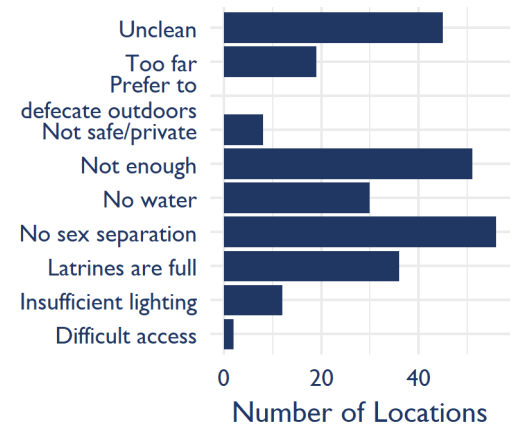 Unclean
Too far
Prefer to
defecate outdoors
Not safe/private
Not enough
No water
No sex separation
Latrines are full
Insufficient lighting
Difficult access
0 20 40
Number of Locations